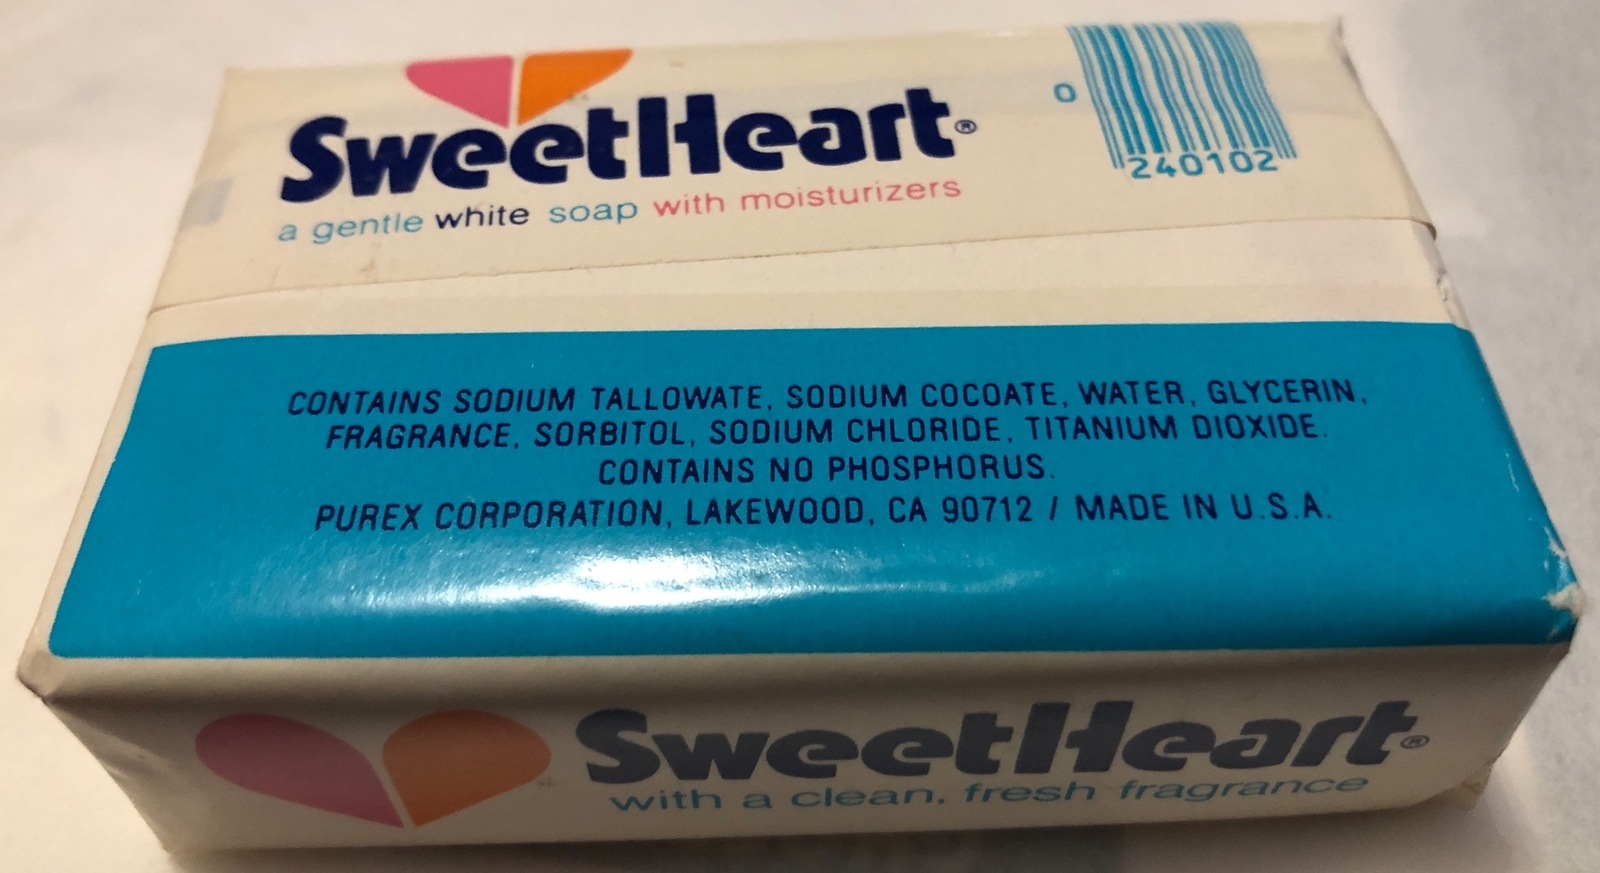 SweetHeart®
a gentle white soap with moisturizers
0
240102
CONTAINS SODIUM TALLOWATE, SODIUM COCOATE, WATER, GLYCERIN,
FRAGRANCE, SORBITOL, SODIUM CHLORIDE, TITANIUM DIOXIDE.
CONTAINS NO PHOSPHORUS.
PUREX CORPORATION, LAKEWOOD, CA 90712 / MADE IN U.S.A.
SweetHeart®
with a clean, fresh fragrance